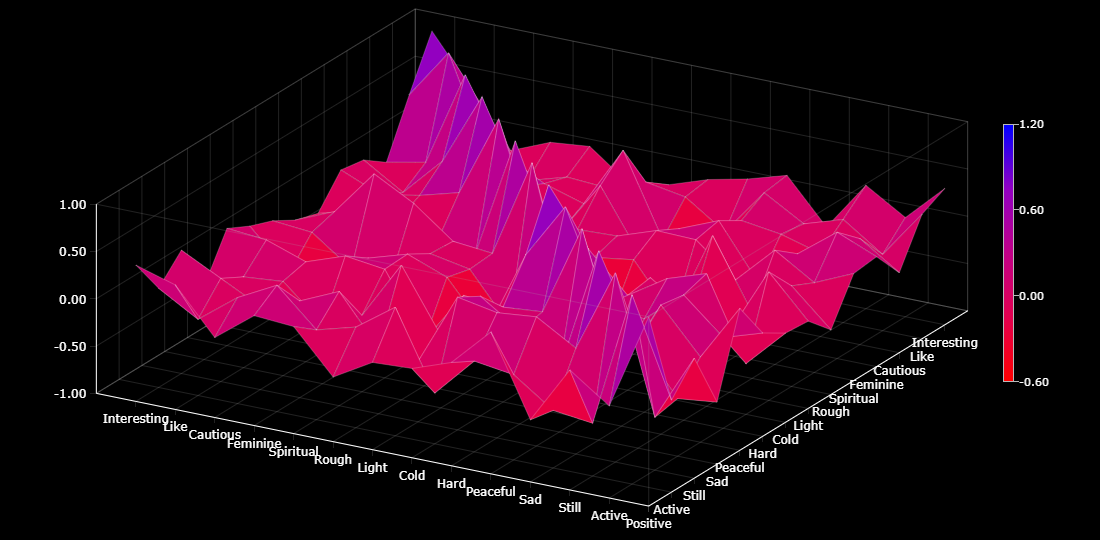 1.00
0.50
0.00
-0.50
-1.00
Interesting
Like
Cautious
Feminine
Spiritual
Rough
Light
Cold
Hard
Peaceful
Sad
Still
Active
Positive
Active
Still
Sad
Peaceful
Hard
Cold
Light
Rough
Spiritual
Feminine
Cautious
Like
Interesting
1.20
0.60
0.00
-0.60